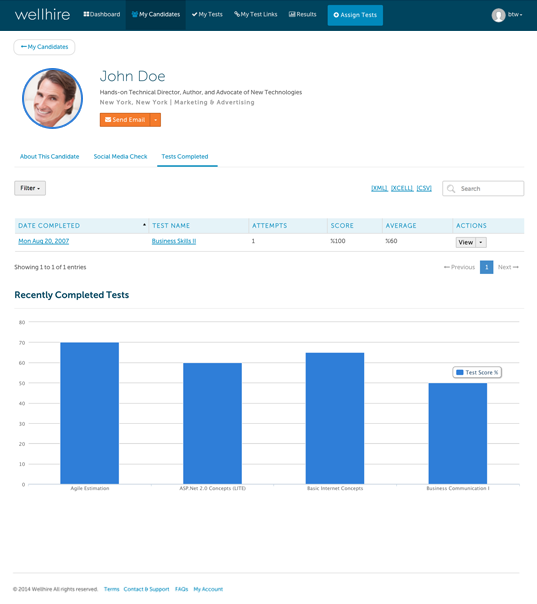 wellhire
Dashboard
My Candidates
My Tests
My Test Links
Results
Assign Tests
btw
My Candidates
John Doe
Hands-on Technical Director, Author, and Advocate of New Technologies
New York, New York | Marketing & Advertising
Send Email
About This Candidate
Social Media Check
Tests Completed
Filter
[XML] [XCELL] [CSV]
Search
DATE COMPLETED TEST NAME ATTEMPTS SCORE AVERAGE ACTIONS
Mon Aug 20, 2007 Business Skills II 1 %100 %60 View
Showing 1 to 1 of 1 entries
Previous 1 Next
Recently Completed Tests
80
70
60
Test Score %
50
40
30
20
10
0
Agile Estimation ASP.Net 2.0 Concepts (LITE) Basic Internet Concepts Business Communication I
© 2014 Wellhire All rights reserved. Terms Contact & Support FAQs My Account